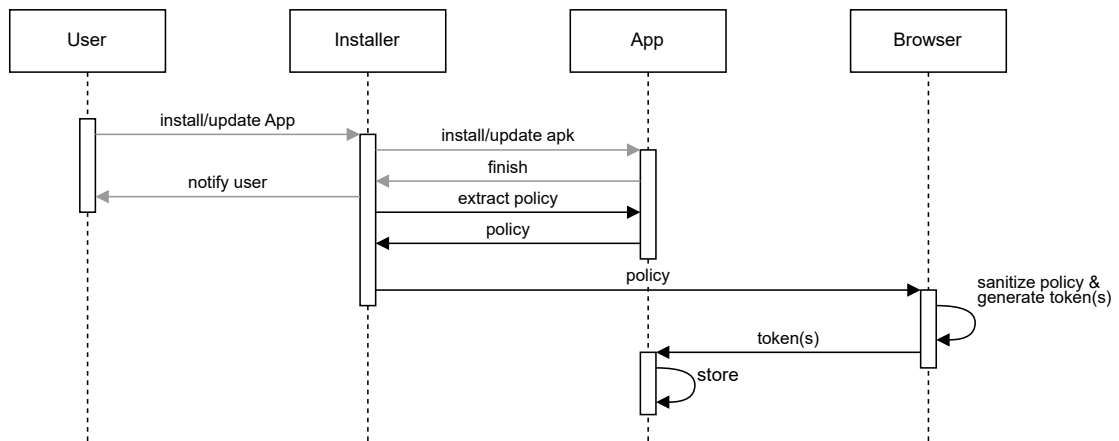 User
Installer
App
Browser
install/update App
install/update apk
finish
notify user
extract policy
policy
policy
sanitize policy &
generate token(s)
token(s)
store